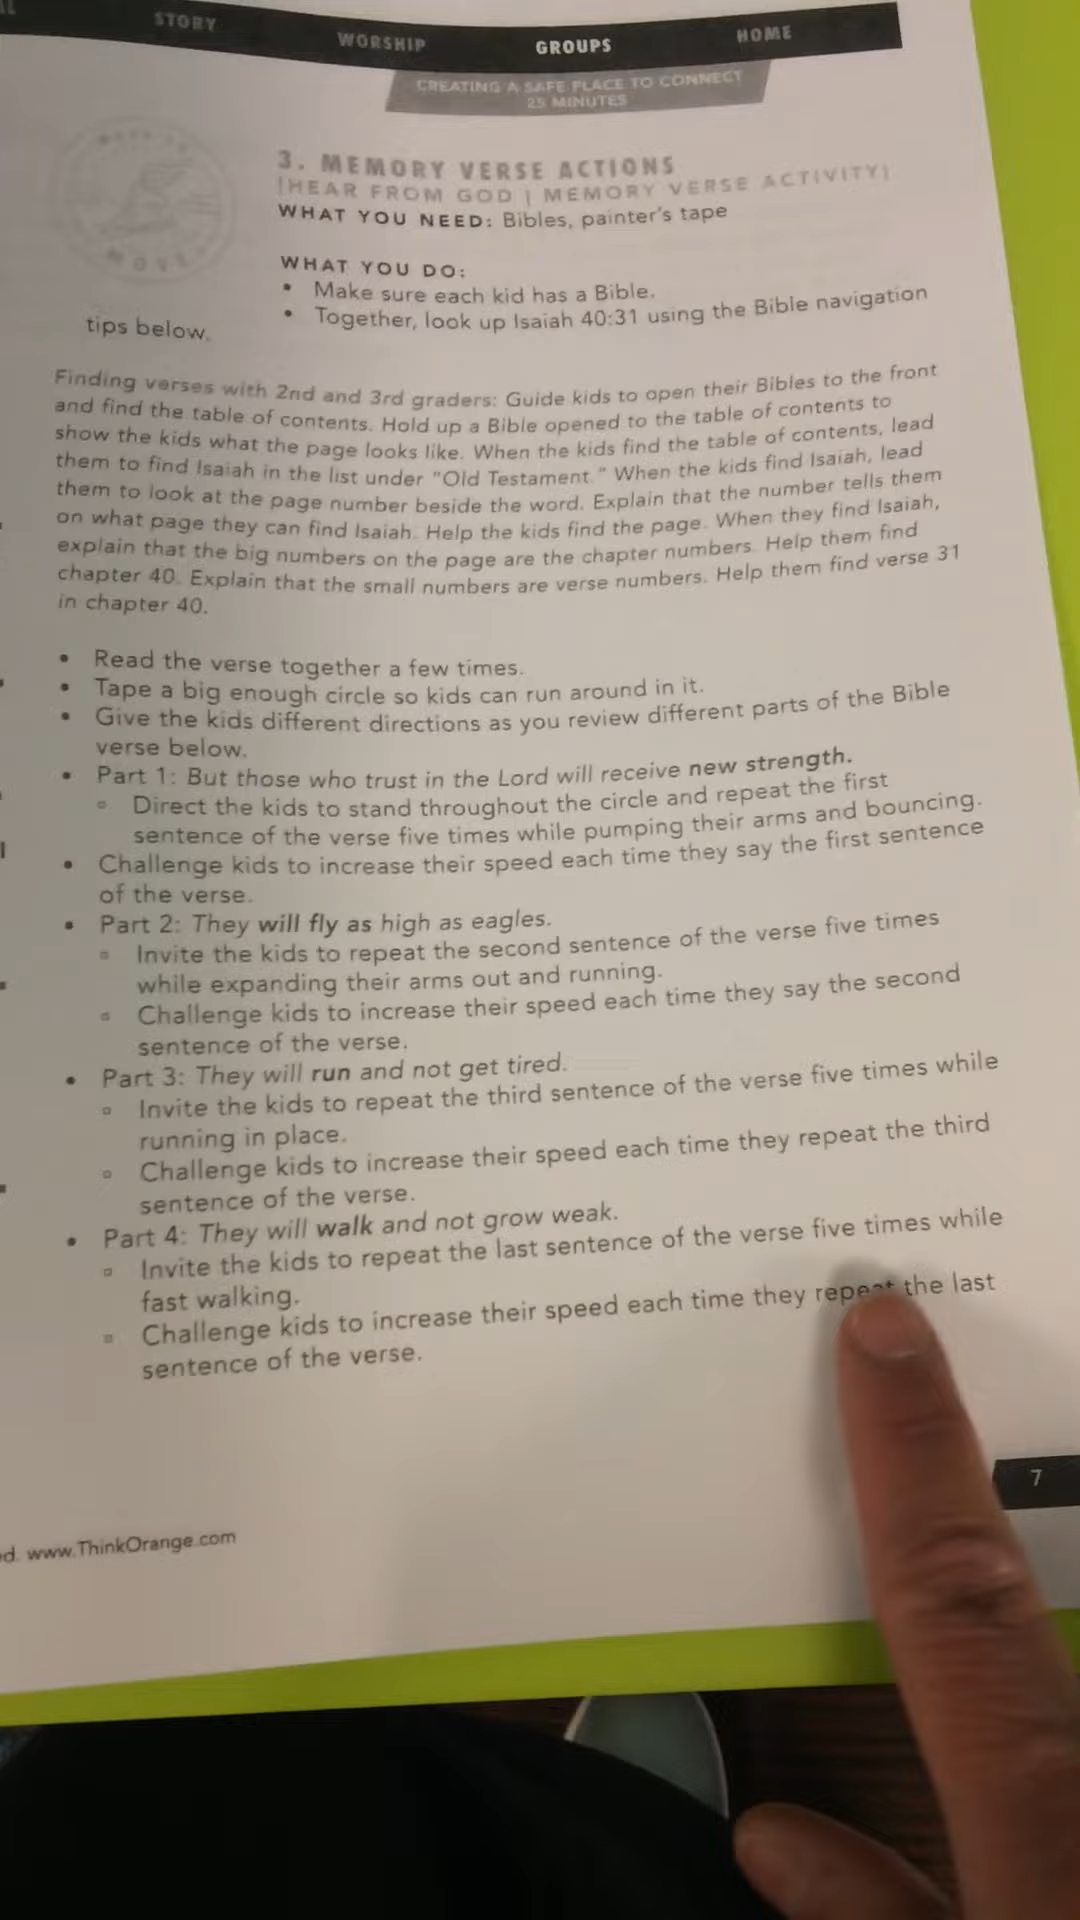 STORY
WORSHIP
GROUPS
HOME
CREATING A SAFE PLACE TO CONNECT
25 MINUTES
MOVE
3. MEMORY VERSE ACTIONS
[HEAR FROM GOD | MEMORY VERSE ACTIVITY]
WHAT YOU NEED: Bibles, painter's tape
WHAT YOU DO:
• Make sure each kid has a Bible.
• Together, look up Isaiah 40:31 using the Bible navigation
tips below.
Finding verses with 2nd and 3rd graders: Guide kids to open their Bibles to the front
and find the table of contents. Hold up a Bible opened to the table of contents to
show the kids what the page looks like. When the kids find the table of contents, lead
them to find Isaiah in the list under "Old Testament." When the kids find Isaiah, lead
them to look at the page number beside the word. Explain that the number tells them
on what page they can find Isaiah. Help the kids find the page. When they find Isaiah,
explain that the big numbers on the page are the chapter numbers. Help them find
chapter 40. Explain that the small numbers are verse numbers. Help them find verse 31
in chapter 40.
• Read the verse together a few times.
• Tape a big enough circle so kids can run around in it.
• Give the kids different directions as you review different parts of the Bible
verse below.
• Part 1: But those who trust in the Lord will receive new strength.
▫ Direct the kids to stand throughout the circle and repeat the first
sentence of the verse five times while pumping their arms and bouncing.
• Challenge kids to increase their speed each time they say the first sentence
of the verse.
• Part 2: They will fly as high as eagles.
▫ Invite the kids to repeat the second sentence of the verse five times
while expanding their arms out and running.
▫ Challenge kids to increase their speed each time they say the second
sentence of the verse.
• Part 3: They will run and not get tired.
▫ Invite the kids to repeat the third sentence of the verse five times while
running in place.
▫ Challenge kids to increase their speed each time they repeat the third
sentence of the verse.
• Part 4: They will walk and not grow weak.
▫ Invite the kids to repeat the last sentence of the verse five times while
fast walking.
▫ Challenge kids to increase their speed each time they repeat the last
sentence of the verse.
7
ed. www.ThinkOrange.com